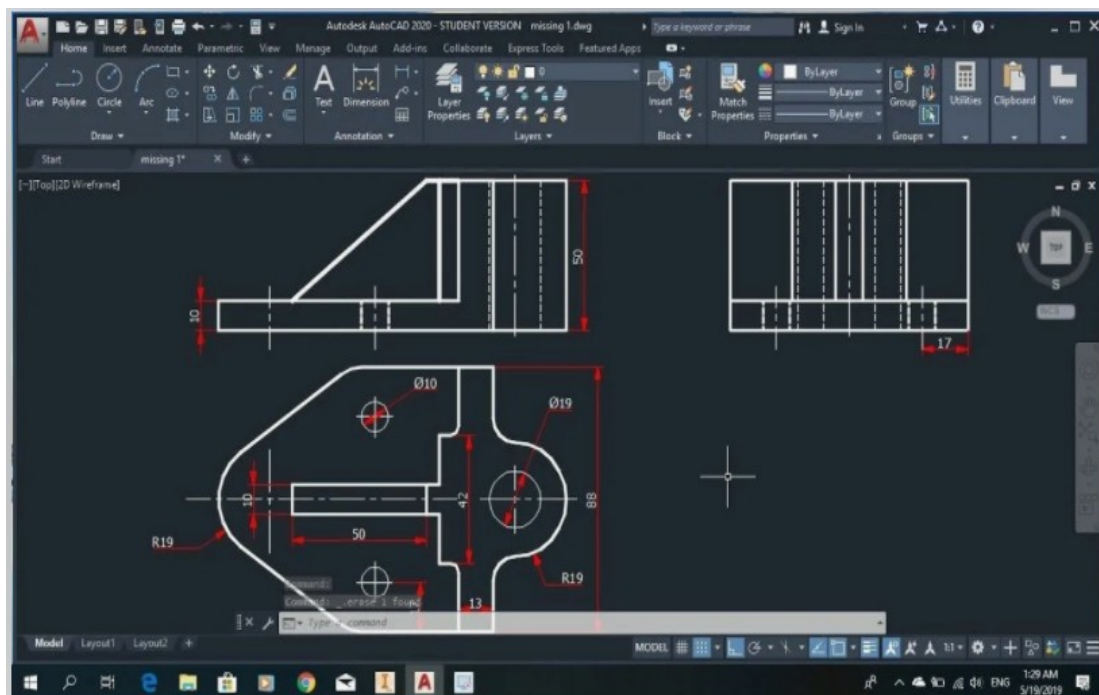 Autodesk AutoCAD 2020 - STUDENT VERSION missing 1.dwg
Type a keyword or phrase
Sign In
Home Insert Annotate Parametric View Manage Output Add-ins Collaborate Express Tools Featured Apps
Line Polyline Circle Arc
Text Dimension
Layer Properties
0
Insert
Match Properties
ByLayer
ByLayer
ByLayer
Group
Utilities
Clipboard
View
Draw Modify Annotation Layers Block Properties Groups
Start missing 1* X +
[−][Top][2D Wireframe]
N
W TOP E
S
WCS
50
10
17
Ø10
Ø19
10
42
88
50
R19
R19
13
Command:
Command: _.erase 1 found
Type a command
Model Layout1 Layout2 +
MODEL
1:1
ENG
1:29 AM
5/19/2019